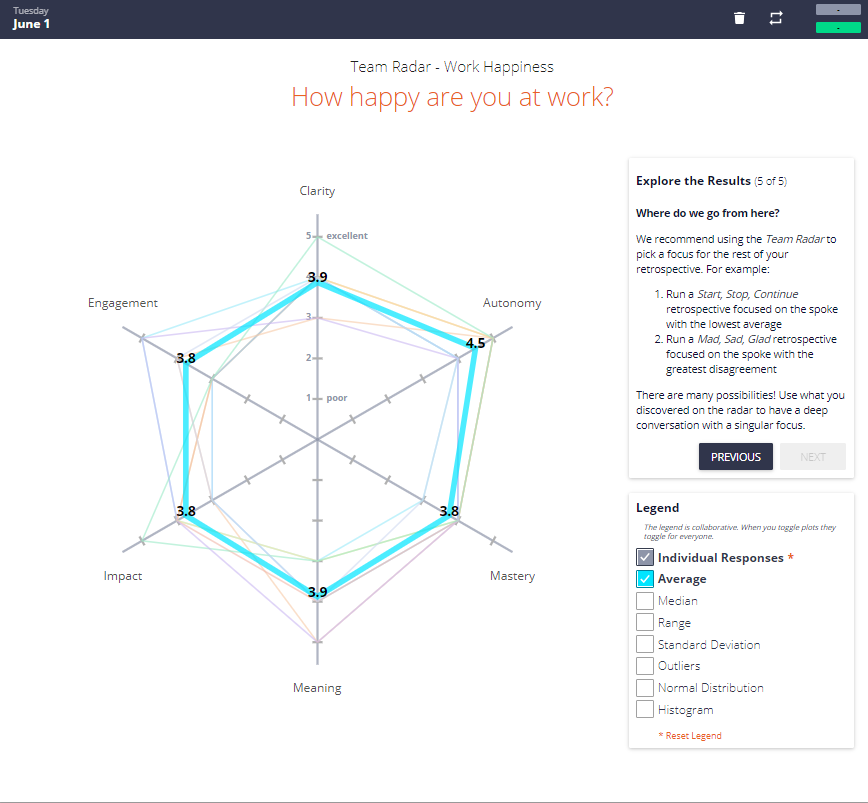 Tuesday
June 1
-
-
Team Radar - Work Happiness
How happy are you at work?
Clarity
5
excellent
3.9
Engagement
Autonomy
3
4.5
3.8
2
1
poor
3.8
3.8
Impact
Mastery
3.9
Meaning
Explore the Results (5 of 5)
Where do we go from here?
We recommend using the Team Radar to
pick a focus for the rest of your
retrospective. For example:
1. Run a Start, Stop, Continue
retrospective focused on the spoke
with the lowest average
2. Run a Mad, Sad, Glad retrospective
focused on the spoke with the
greatest disagreement
There are many possibilities! Use what you
discovered on the radar to have a deep
conversation with a singular focus.
PREVIOUS
NEXT
Legend
The legend is collaborative. When you toggle plots they
toggle for everyone.
Individual Responses *
Average
Median
Range
Standard Deviation
Outliers
Normal Distribution
Histogram
* Reset Legend